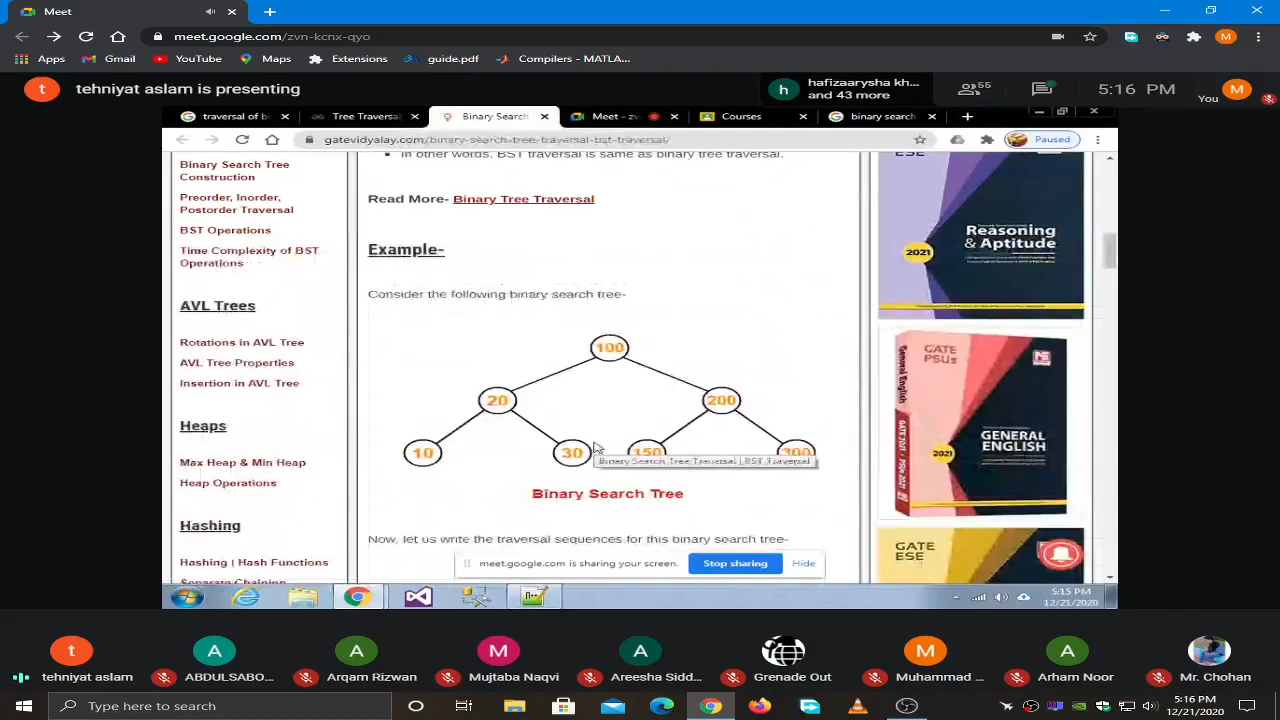 Meet
meet.google.com/zvn-kcnx-qyo
Apps
Gmail
YouTube
Maps
Extensions
guide.pdf
Compilers - MATLA...
M
t
tehniyat aslam is presenting
h
hafizaarysha kh...
and 43 more
55
5:16 PM
You
M
traversal of b
Tree Traversal
Binary Search
Meet - zv
Courses
binary search
gatevidyalay.com/binary-search-tree-traversal-bst-traversal/
Paused
Binary Search Tree
Construction
Preorder, Inorder,
Postorder Traversal
BST Operations
Time Complexity of BST
Operations
AVL Trees
Rotations in AVL Tree
AVL Tree Properties
Insertion in AVL Tree
Heaps
Max Heap & Min Heap
Heap Operations
Hashing
Hashing | Hash Functions
Separate Chaining
In other words, BST traversal is same as binary tree traversal.
Read More- Binary Tree Traversal
Example-
Consider the following binary search tree-
100
20
200
10
30
150
300
Binary Search Tree Traversal | BST Traversal
Binary Search Tree
Now, let us write the traversal sequences for this binary search tree-
meet.google.com is sharing your screen.
Stop sharing
Hide
ESE
Reasoning
& Aptitude
2021
GATE
PSUs
General English
GATE 2021
GENERAL
ENGLISH
2021
GATE
ESE
5:15 PM
12/21/2020
t
A
A
M
A
M
A
tehniyat aslam
ABDULSABO...
Arqam Rizwan
Mujtaba Naqvi
Areesha Sidd...
Grenade Out
Muhammad ...
Arham Noor
Mr. Chohan
Type here to search
5:16 PM
12/21/2020